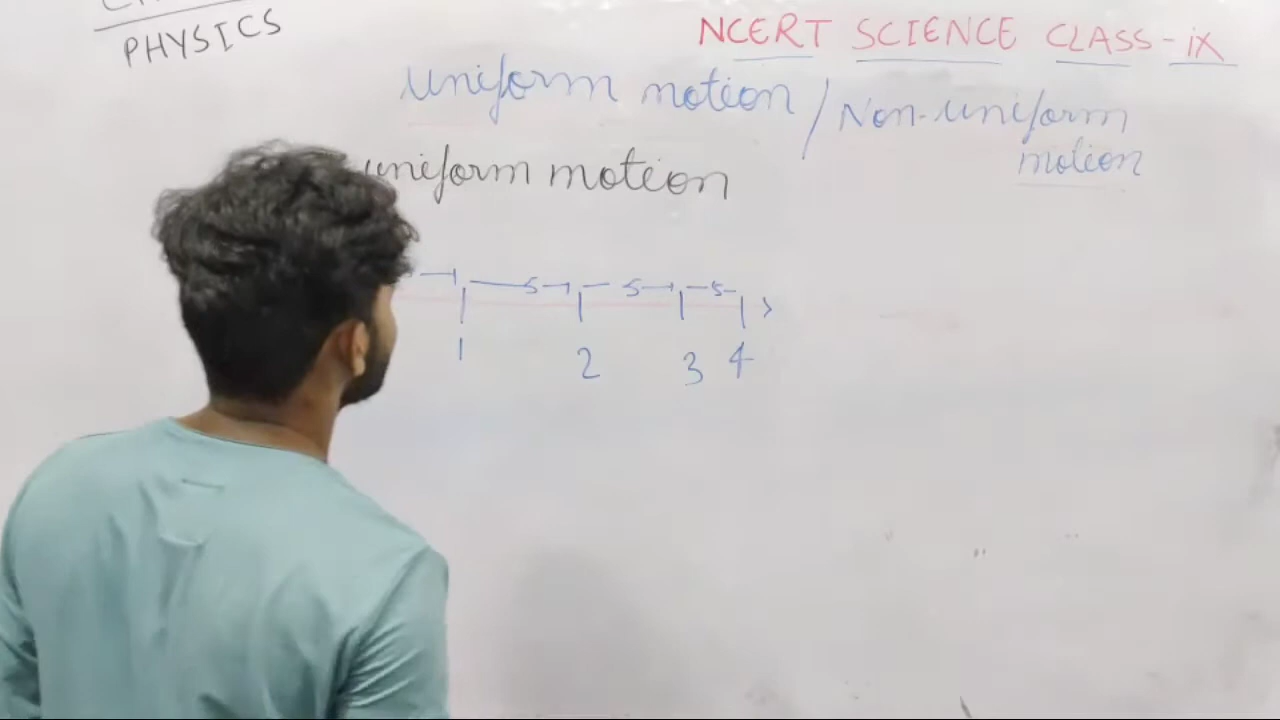 PHYSICS
NCERT SCIENCE CLASS - ix
uniform motion / Non-uniform
motion
uniform motion
5 5 5
1 2 3 4